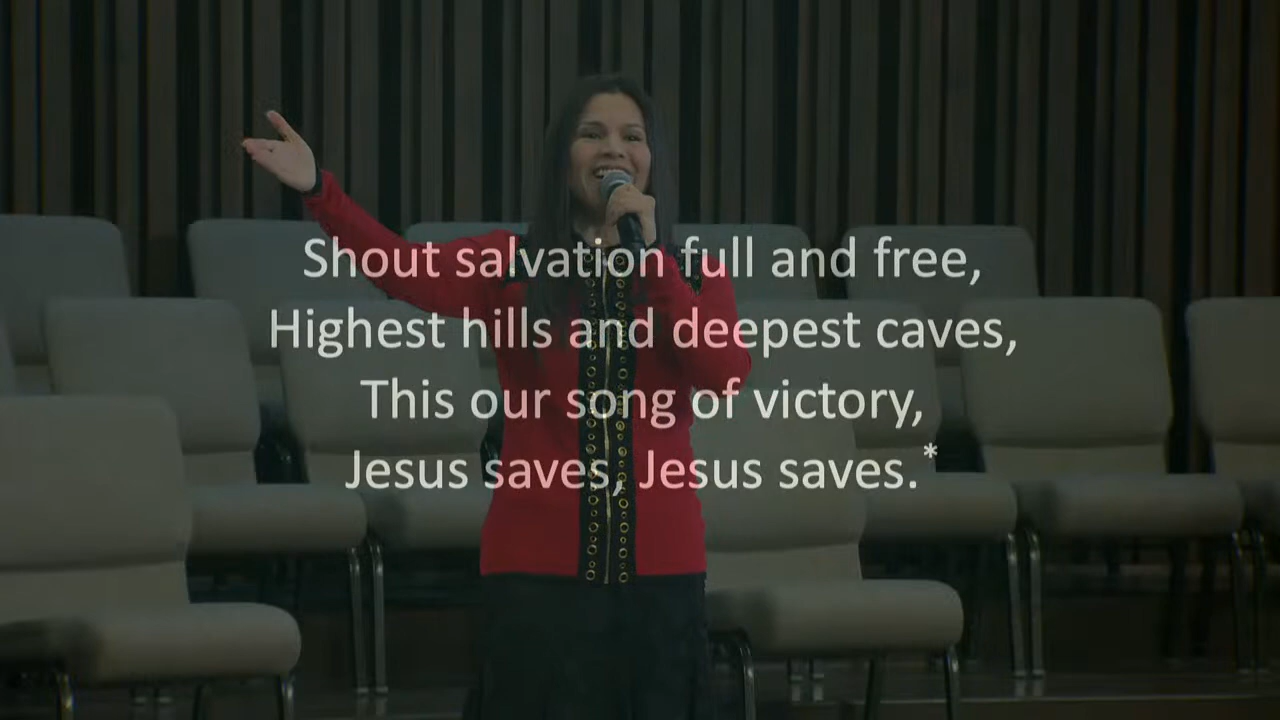 Shout salvation full and free,
Highest hills and deepest caves,
This our song of victory,
Jesus saves, Jesus saves.*